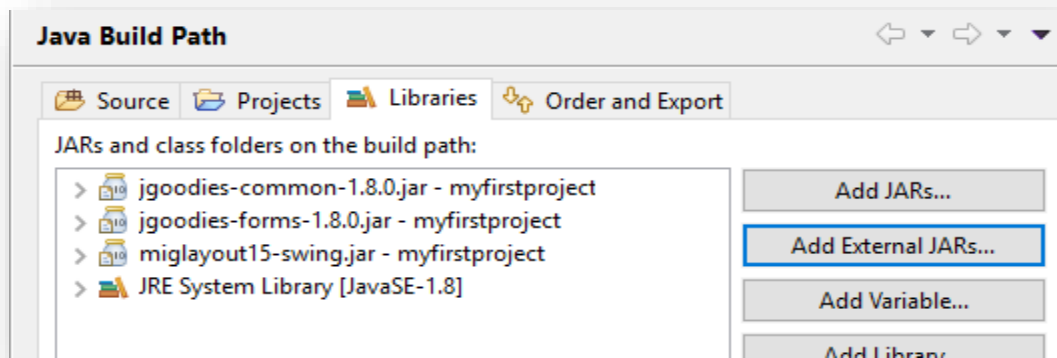 Java Build Path
Source Projects Libraries Order and Export
JARs and class folders on the build path:
jgoodies-common-1.8.0.jar - myfirstproject
jgoodies-forms-1.8.0.jar - myfirstproject
miglayout15-swing.jar - myfirstproject
JRE System Library [JavaSE-1.8]
Add JARs...
Add External JARs...
Add Variable...
Add Library...